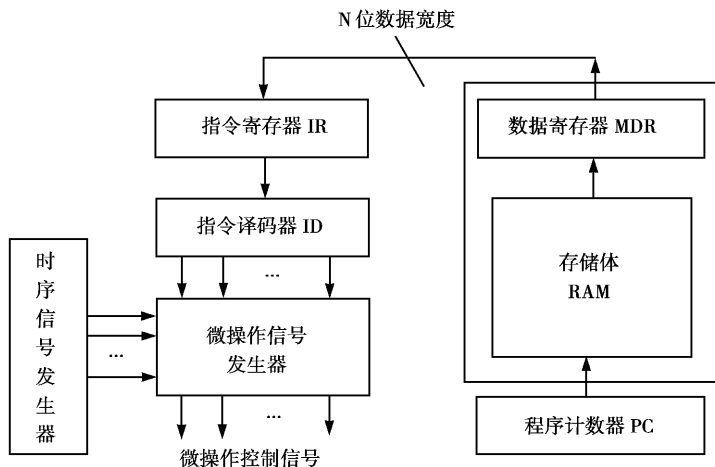 N 位数据宽度
指令寄存器 IR
数据寄存器 MDR
指令译码器 ID
...
存储体
RAM
时序信号发生器
...
微操作信号
发生器
...
程序计数器 PC
微操作控制信号